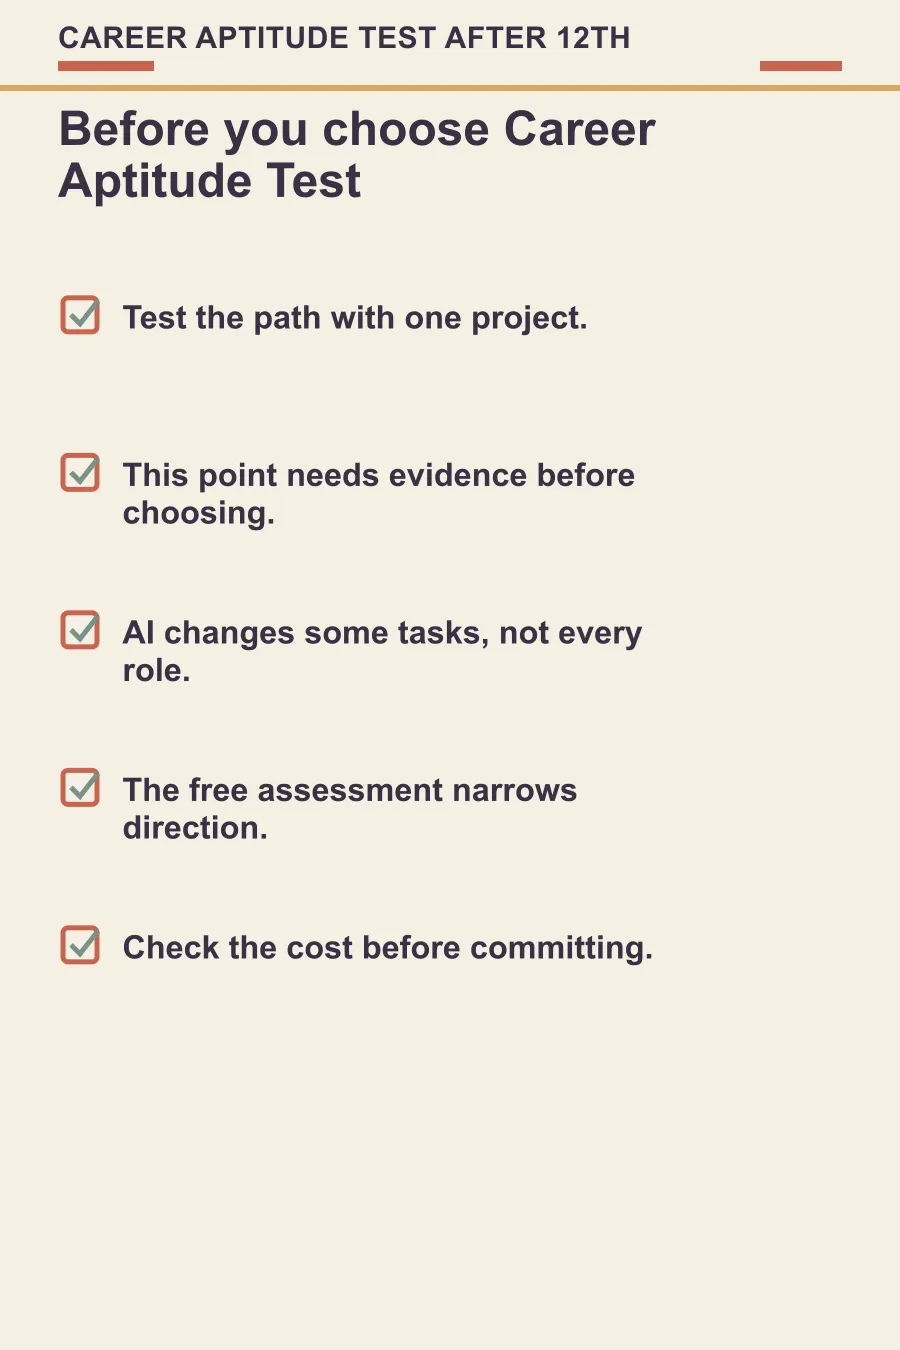 CAREER APTITUDE TEST AFTER 12TH
Before you choose Career
Aptitude Test
Test the path with one project.
This point needs evidence before
choosing.
AI changes some tasks, not every
role.
The free assessment narrows
direction.
Check the cost before committing.